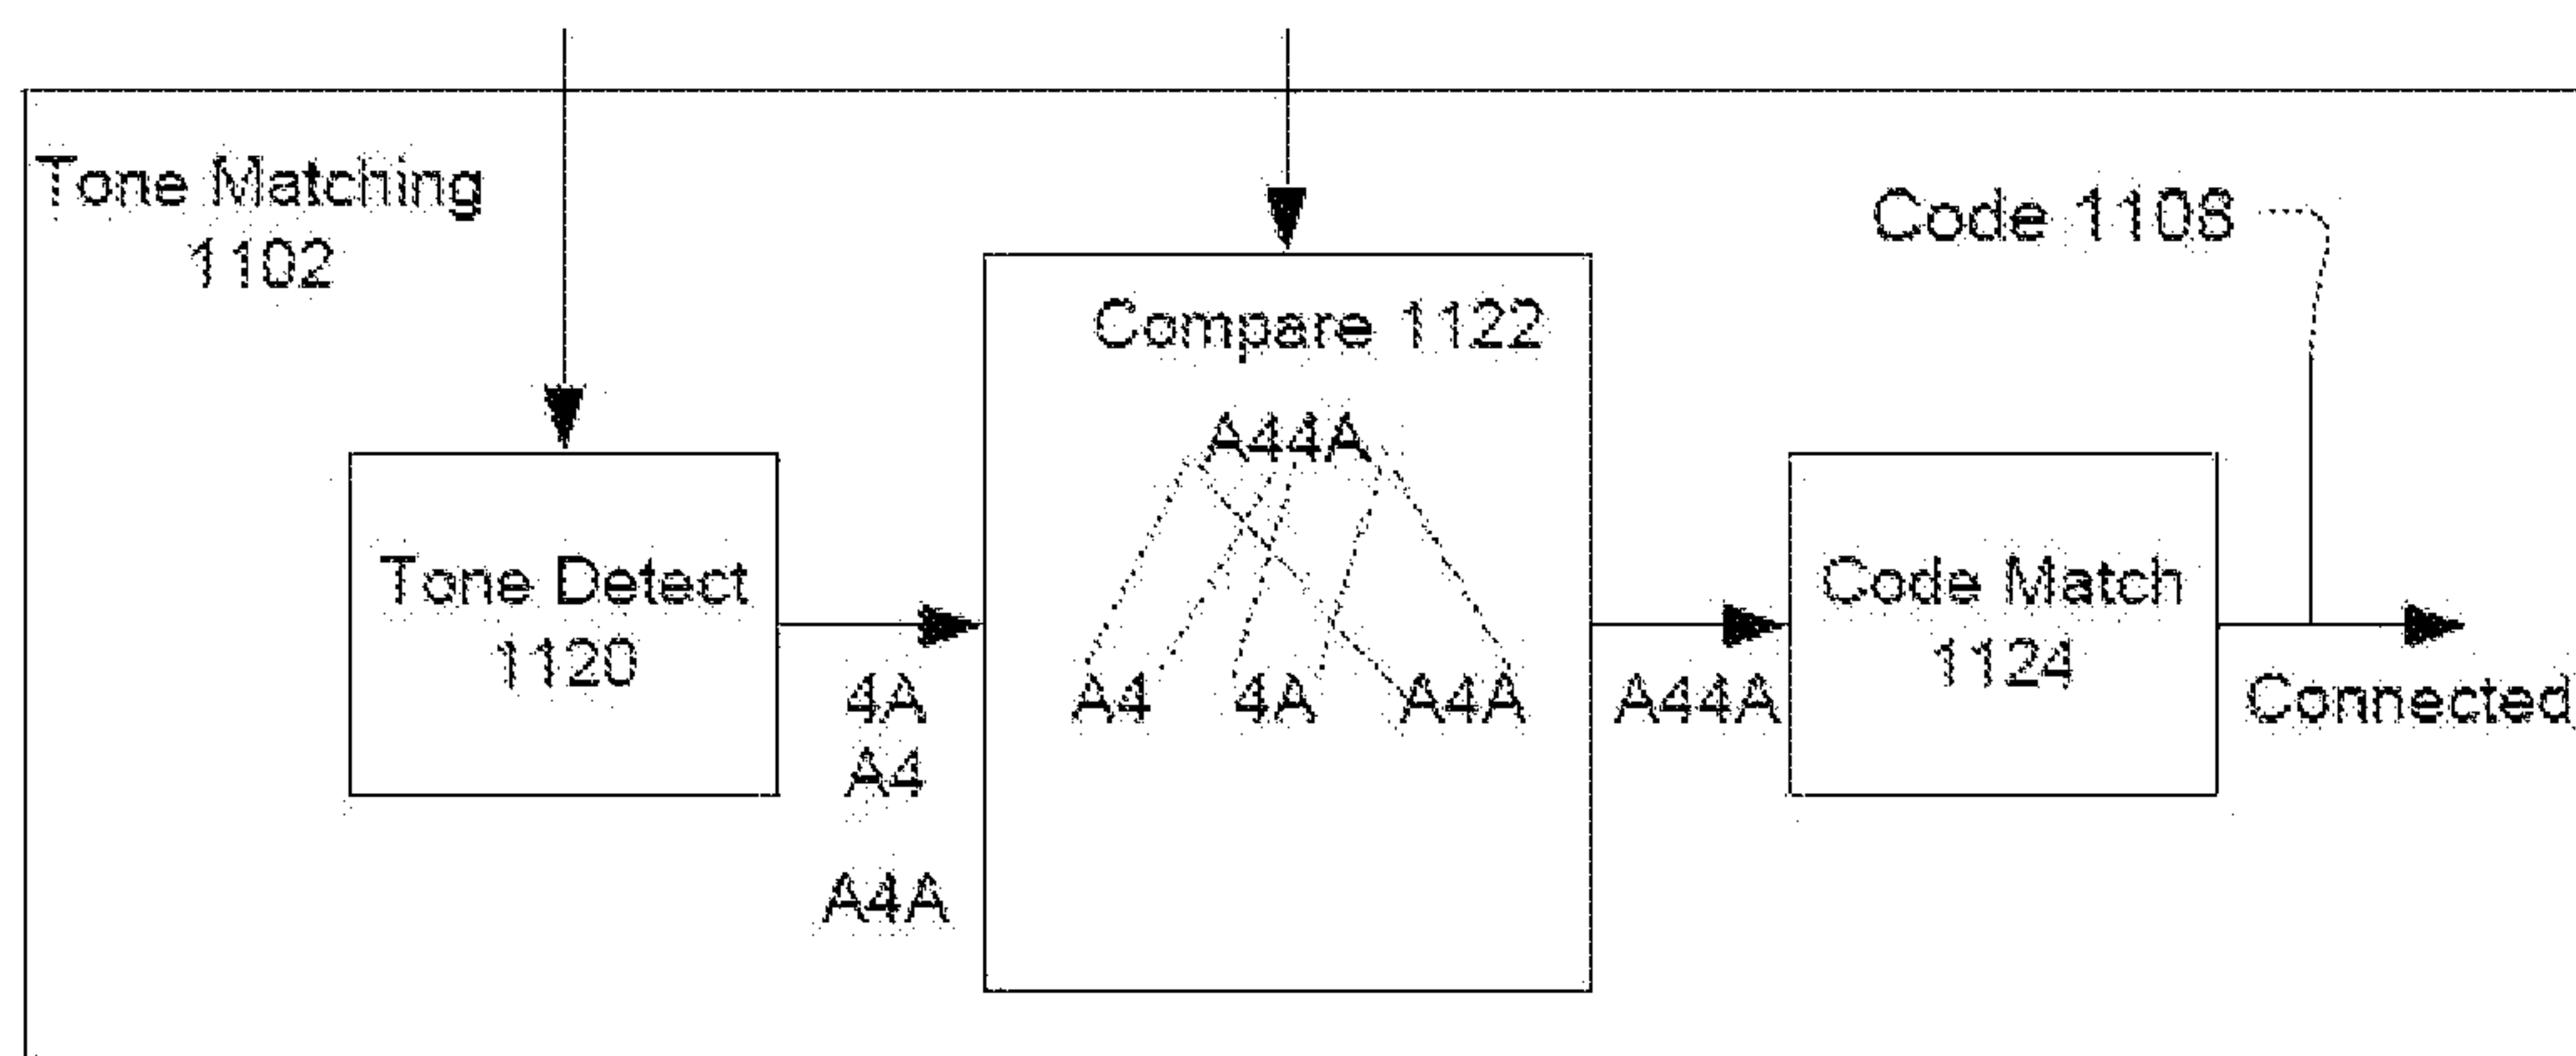 Tone Matching
1102
Code 1108
Compare 1122
A44A
Tone Detect
1120
4A
A4
A4A
A4 4A A4A
A44A
Code Match
1124
Connected